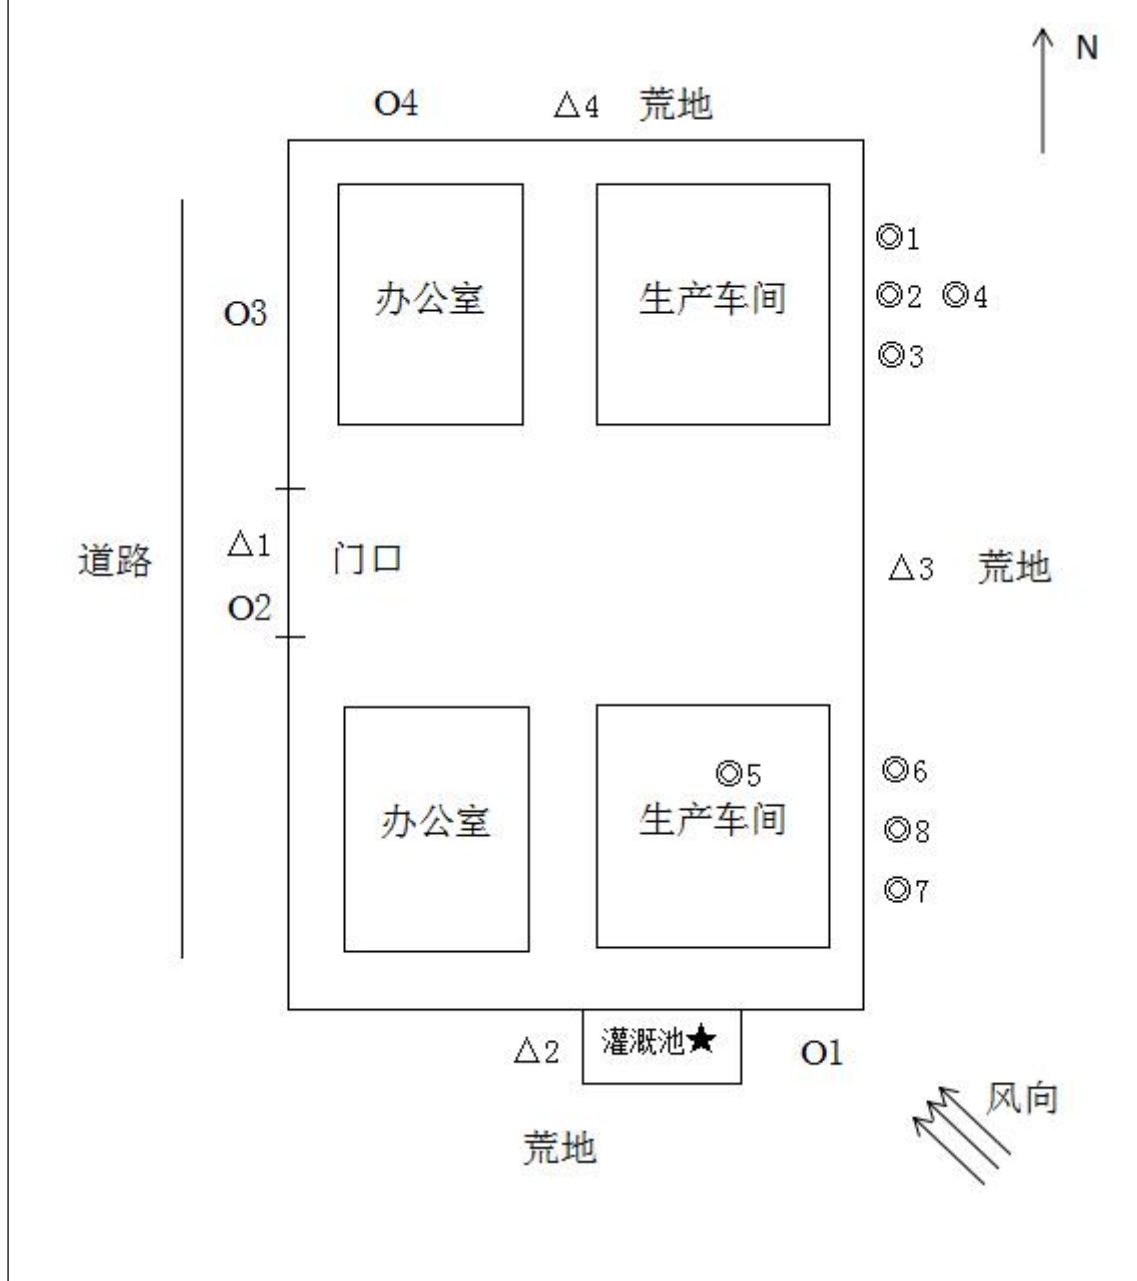 N
O4 △4 荒地
◎1
办公室 生产车间 ◎2 ◎4
O3
◎3
△1 门口 △3 荒地
道路
O2
◎5 ◎6
办公室 生产车间 ◎8
◎7
△2 灌溉池★ O1
风向
荒地